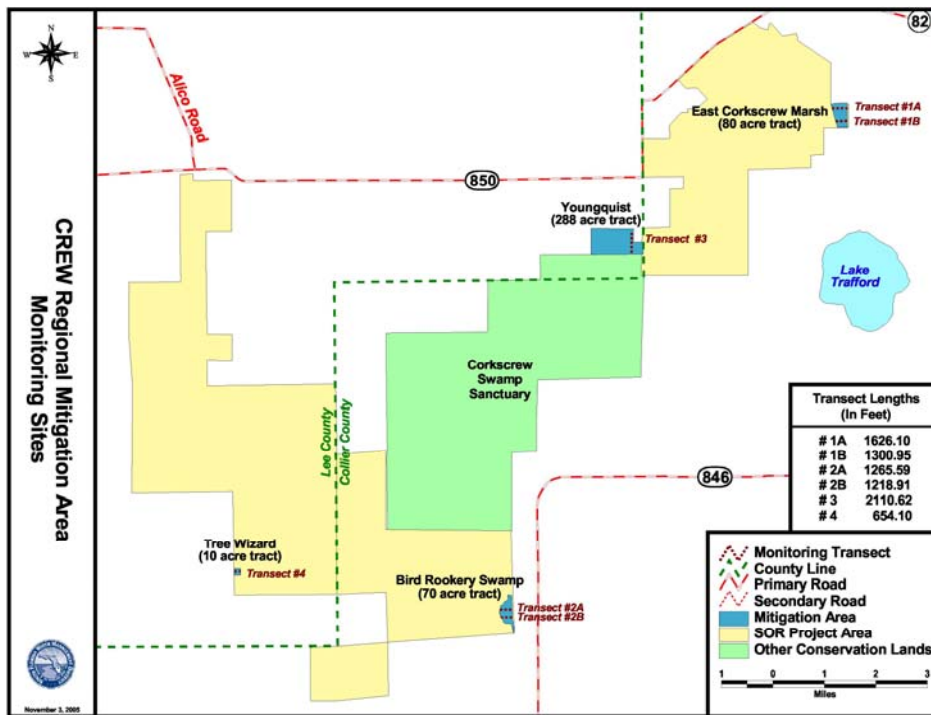 N
W E
S
CREW Regional Mitigation Area
Monitoring Sites
November 3, 2005
Alico Road
82
850
846
East Corkscrew Marsh
(80 acre tract)
Transect #1A
Transect #1B
Youngquist
(288 acre tract)
Transect #3
Lake
Trafford
Corkscrew
Swamp
Sanctuary
Lee County
Collier County
Tree Wizard
(10 acre tract)
Transect #4
Bird Rookery Swamp
(70 acre tract)
Transect #2A
Transect #2B
Transect Lengths
(In Feet)
# 1A 1626.10
# 1B 1300.95
# 2A 1265.59
# 2B 1218.91
# 3 2110.62
# 4 654.10
Monitoring Transect
County Line
Primary Road
Secondary Road
Mitigation Area
SOR Project Area
Other Conservation Lands
1 0 1 2 3
Miles